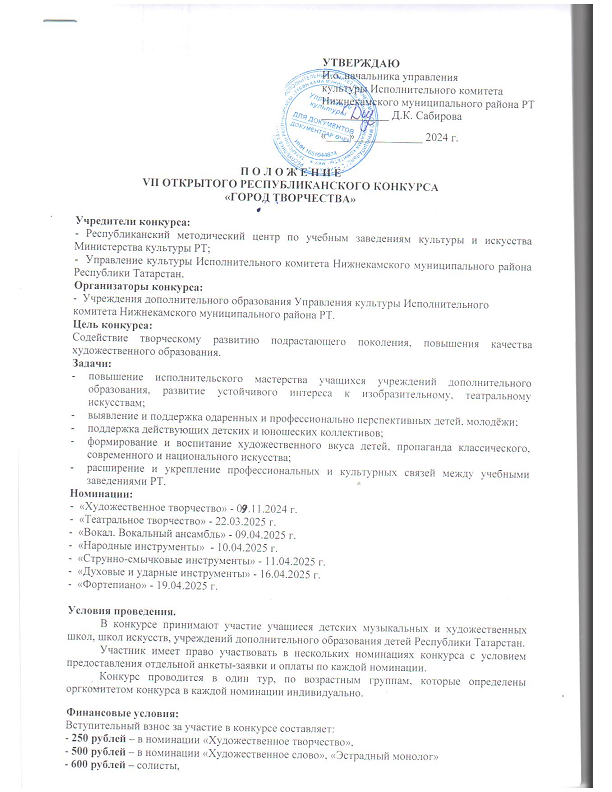 УТВЕРЖДАЮ
И.о. начальника управления
культуры Исполнительного комитета
Нижнекамского муниципального района РТ
Д.К. Сабирова
2024 г.
Управление
культуры
ДЛЯ ДОКУМЕНТОВ
П О Л О Ж Е Н И Е
VII ОТКРЫТОГО РЕСПУБЛИКАНСКОГО КОНКУРСА
«ГОРОД ТВОРЧЕСТВА»
Учредители конкурса:
- Республиканский методический центр по учебным заведениям культуры и искусства
Министерства культуры РТ;
- Управление культуры Исполнительного комитета Нижнекамского муниципального района
Республики Татарстан.
Организаторы конкурса:
- Учреждения дополнительного образования Управления культуры Исполнительного
комитета Нижнекамского муниципального района РТ.
Цель конкурса:
Содействие творческому развитию подрастающего поколения, повышения качества
художественного образования.
Задачи:
- повышение исполнительского мастерства учащихся учреждений дополнительного
образования, развитие устойчивого интереса к изобразительному, театральному
искусствам;
- выявление и поддержка одаренных и профессионально перспективных детей, молодёжи;
- поддержка действующих детских и юношеских коллективов;
- формирование и воспитание художественного вкуса детей, пропаганда классического,
современного и национального искусства;
- расширение и укрепление профессиональных и культурных связей между учебными
заведениями РТ.
Номинации:
- «Художественное творчество» - 09.11.2024 г.
- «Театральное творчество» - 22.03.2025 г.
- «Вокал. Вокальный ансамбль» - 09.04.2025 г.
- «Народные инструменты» - 10.04.2025 г.
- «Струнно-смычковые инструменты» - 11.04.2025 г.
- «Духовые и ударные инструменты» - 16.04.2025 г.
- «Фортепиано» - 19.04.2025 г.
Условия проведения.
В конкурсе принимают участие учащиеся детских музыкальных и художественных
школ, школ искусств, учреждений дополнительного образования детей Республики Татарстан.
Участник имеет право участвовать в нескольких номинациях конкурса с условием
предоставления отдельной анкеты-заявки и оплаты по каждой номинации.
Конкурс проводится в один тур, по возрастным группам, которые определены
оргкомитетом конкурса в каждой номинации индивидуально.
Финансовые условия:
Вступительный взнос за участие в конкурсе составляет:
- 250 рублей – в номинации «Художественное творчество»,
- 500 рублей – в номинации «Художественное слово», «Эстрадный монолог»
- 600 рублей – солисты,